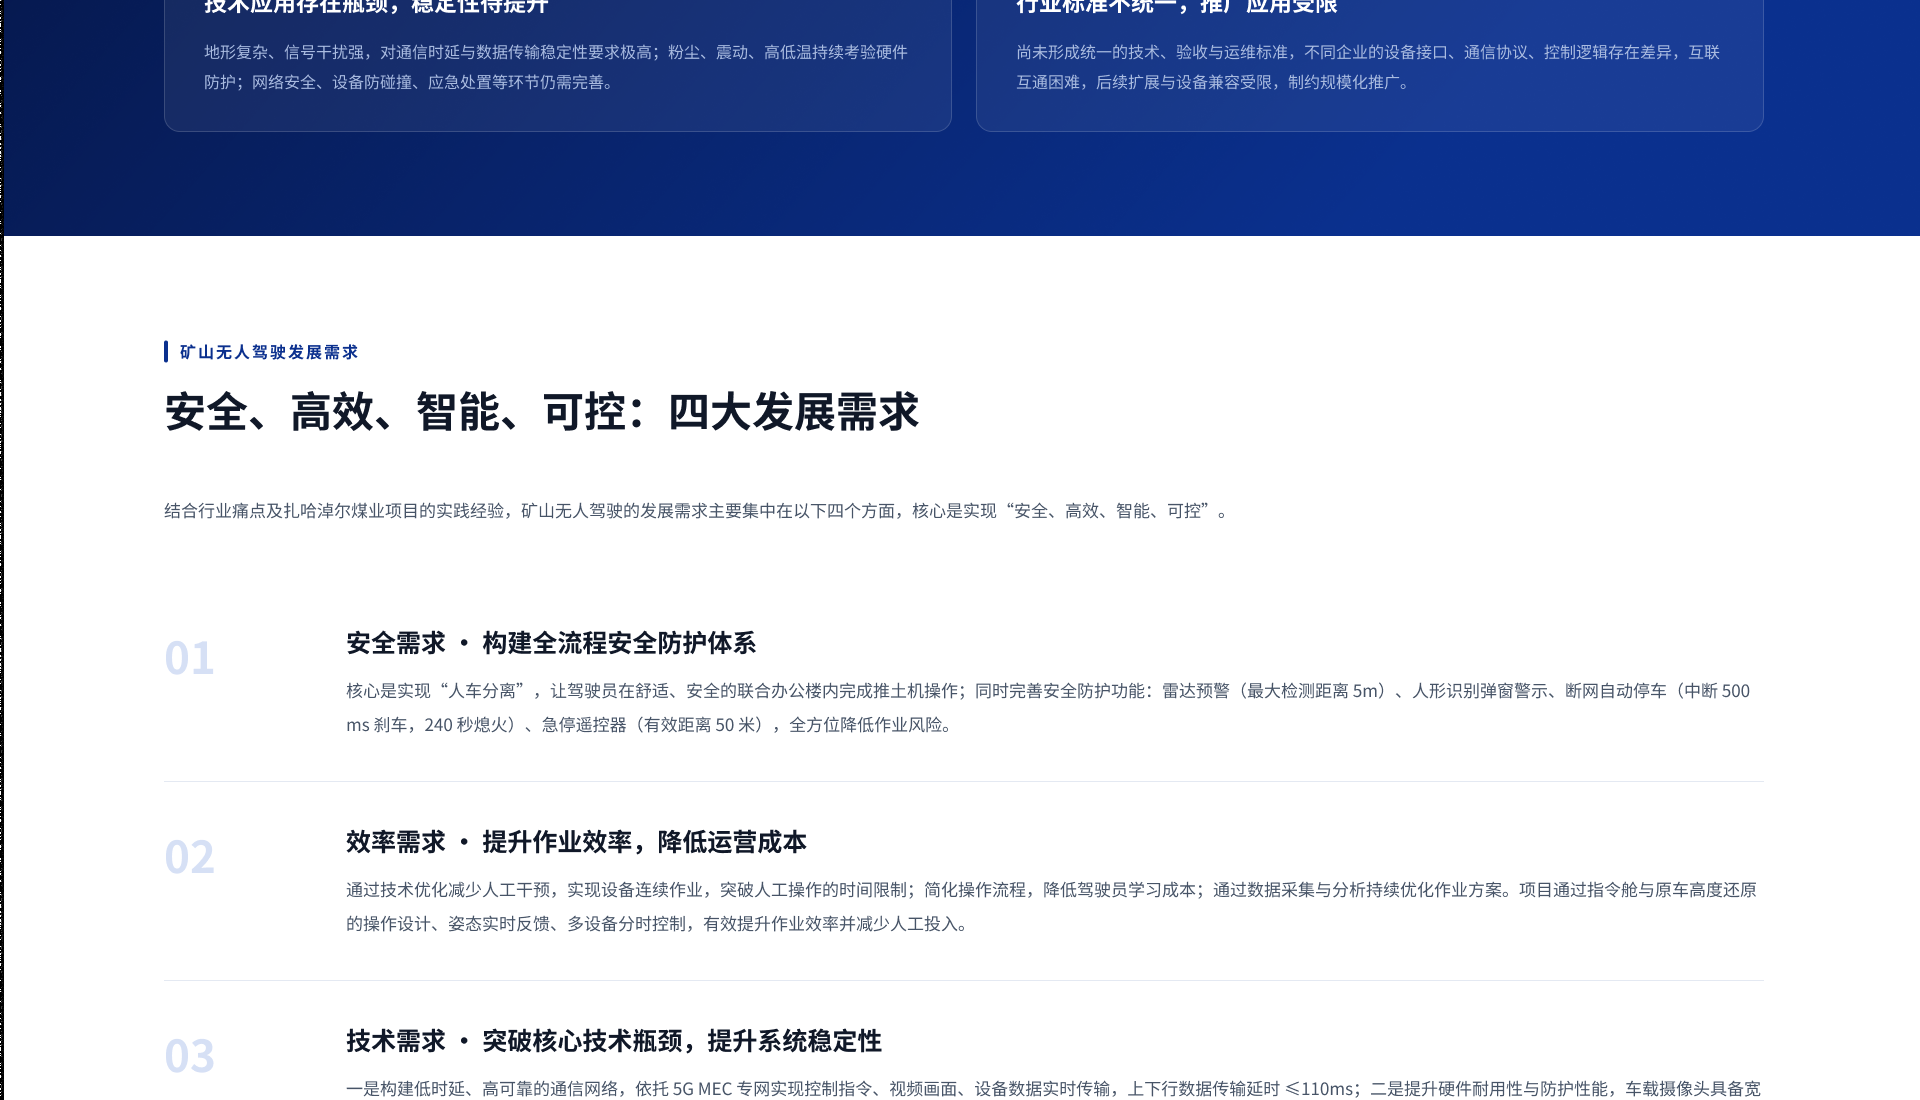 技术应用存在瓶颈，稳定性待提升
地形复杂、信号干扰强，对通信时延与数据传输稳定性要求极高；粉尘、震动、高低温持续考验硬件
防护；网络安全、设备防碰撞、应急处置等环节仍需完善。
行业标准不统一，推广应用受限
尚未形成统一的技术、验收与运维标准，不同企业的设备接口、通信协议、控制逻辑存在差异，互联
互通困难，后续扩展与设备兼容受限，制约规模化推广。
矿山无人驾驶发展需求
安全、高效、智能、可控：四大发展需求
结合行业痛点及扎哈淖尔煤业项目的实践经验，矿山无人驾驶的发展需求主要集中在以下四个方面，核心是实现“安全、高效、智能、可控”。
01
安全需求 · 构建全流程安全防护体系
核心是实现“人车分离”，让驾驶员在舒适、安全的联合办公楼内完成推土机操作；同时完善安全防护功能：雷达预警（最大检测距离 5m）、人形识别弹窗警示、断网自动停车（中断 500
ms 刹车，240 秒熄火）、急停遥控器（有效距离 50 米），全方位降低作业风险。
02
效率需求 · 提升作业效率，降低运营成本
通过技术优化减少人工干预，实现设备连续作业，突破人工操作的时间限制；简化操作流程，降低驾驶员学习成本；通过数据采集与分析持续优化作业方案。项目通过指令舱与原车高度还原
的操作设计、姿态实时反馈、多设备分时控制，有效提升作业效率并减少人工投入。
03
技术需求 · 突破核心技术瓶颈，提升系统稳定性
一是构建低时延、高可靠的通信网络，依托 5G MEC 专网实现控制指令、视频画面、设备数据实时传输，上下行数据传输延时 ≤110ms；二是提升硬件耐用性与防护性能，车载摄像头具备宽